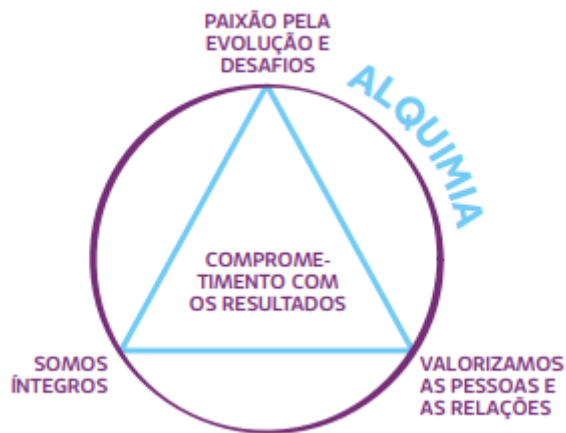 PAIXÃO PELA
EVOLUÇÃO E
DESAFIOS
ALQUIMIA
COMPROME-
TIMENTO COM
OS RESULTADOS
SOMOS
ÍNTEGROS
VALORIZAMOS
AS PESSOAS E
AS RELAÇÕES